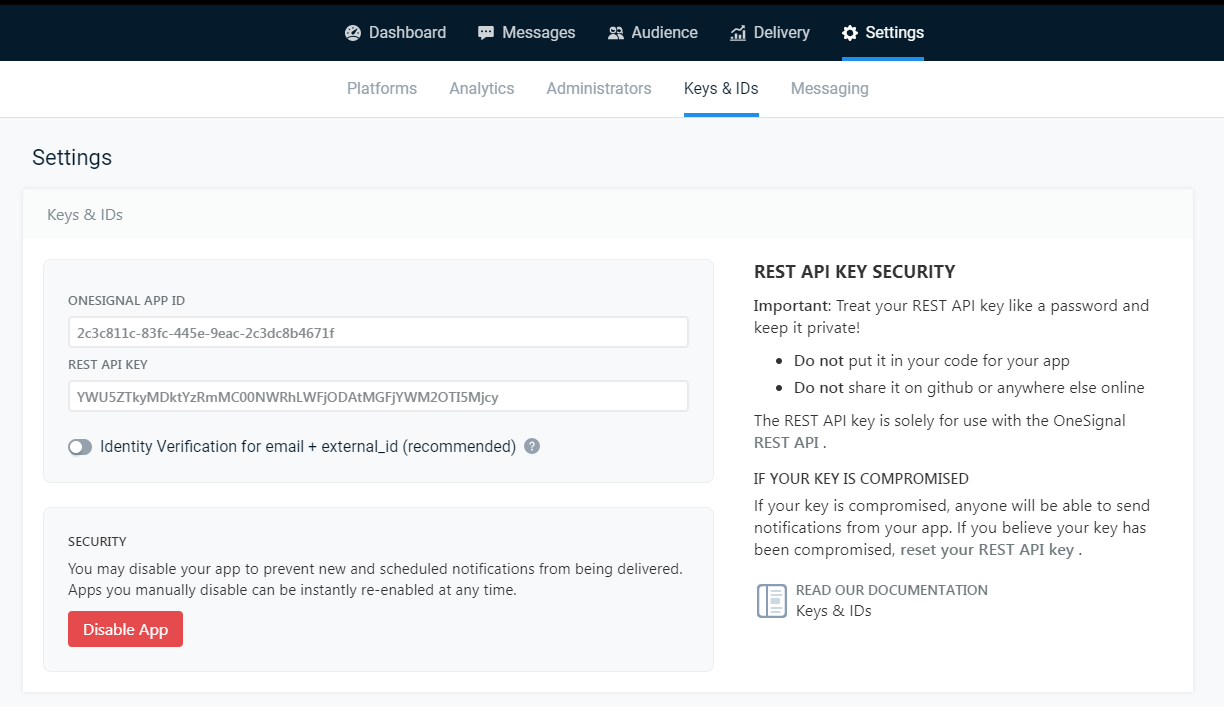 Dashboard
Messages
Audience
Delivery
Settings
Platforms
Analytics
Administrators
Keys & IDs
Messaging
Settings
Keys & IDs
ONESIGNAL APP ID
2c3c811c-83fc-445e-9eac-2c3dc8b4671f
REST API KEY
YWU5ZTkyMDktYzRmMC00NWRhLWFjODAtMGFjYWM2OTI5Mjcy
Identity Verification for email + external_id (recommended) ?
SECURITY
You may disable your app to prevent new and scheduled notifications from being delivered.
Apps you manually disable can be instantly re-enabled at any time.
Disable App
REST API KEY SECURITY
Important: Treat your REST API key like a password and
keep it private!
• Do not put it in your code for your app
• Do not share it on github or anywhere else online
The REST API key is solely for use with the OneSignal
REST API .
IF YOUR KEY IS COMPROMISED
If your key is compromised, anyone will be able to send
notifications from your app. If you believe your key has
been compromised, reset your REST API key .
READ OUR DOCUMENTATION
Keys & IDs